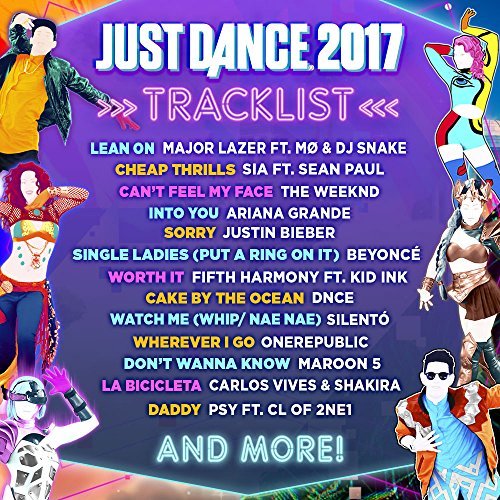 JUST DANCE 2017
>>> TRACKLIST <<<
LEAN ON MAJOR LAZER FT. MØ & DJ SNAKE
CHEAP THRILLS SIA FT. SEAN PAUL
CAN'T FEEL MY FACE THE WEEKND
INTO YOU ARIANA GRANDE
SORRY JUSTIN BIEBER
SINGLE LADIES (PUT A RING ON IT) BEYONCÉ
WORTH IT FIFTH HARMONY FT. KID INK
CAKE BY THE OCEAN DNCE
WATCH ME (WHIP/ NAE NAE) SILENTÓ
WHEREVER I GO ONEREPUBLIC
DON'T WANNA KNOW MAROON 5
LA BICICLETA CARLOS VIVES & SHAKIRA
DADDY PSY FT. CL OF 2NE1
AND MORE!